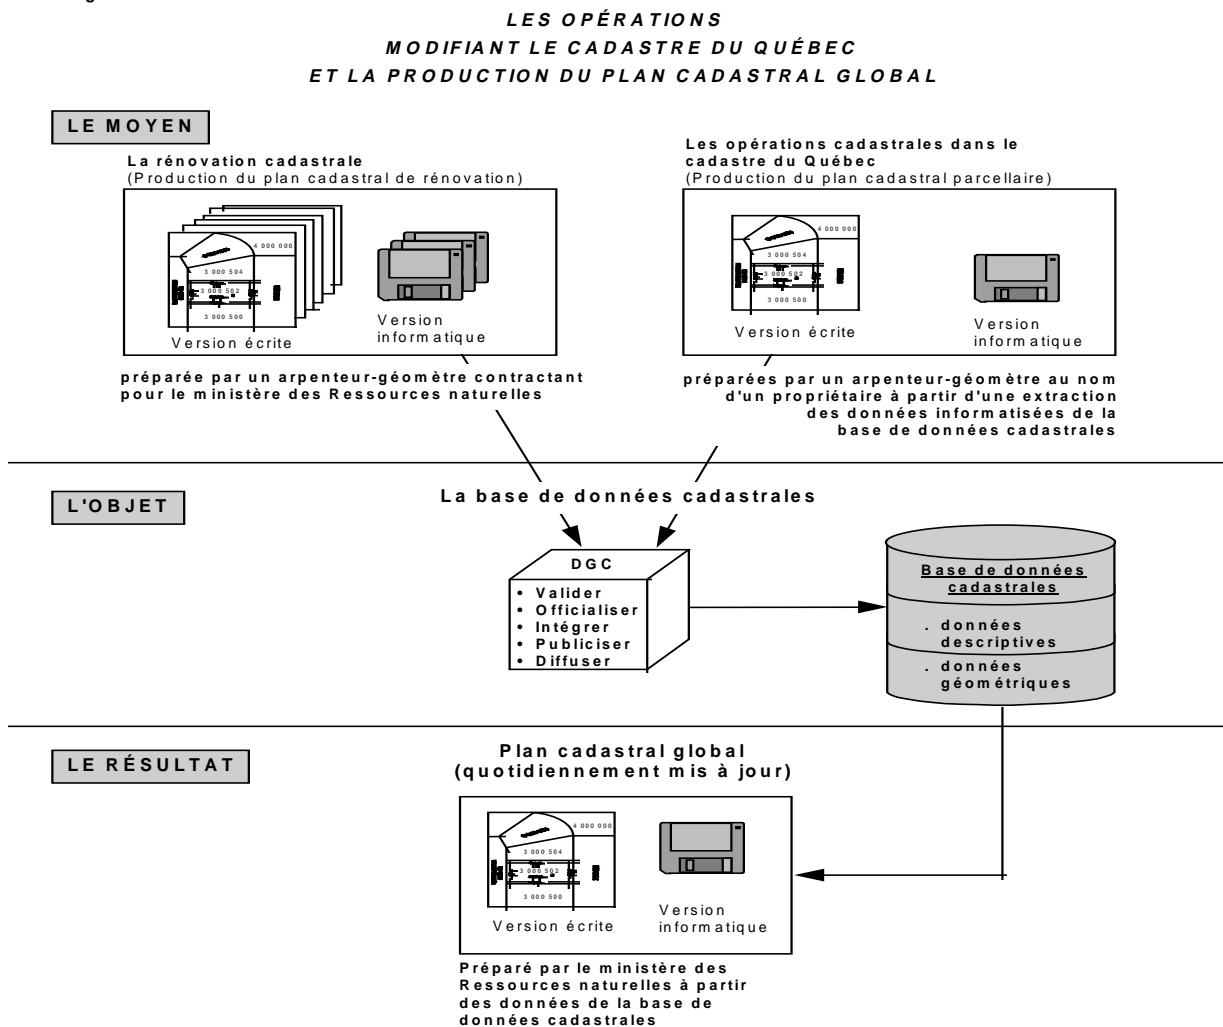 LES OPÉRATIONS
MODIFIANT LE CADASTRE DU QUÉBEC
ET LA PRODUCTION DU PLAN CADASTRAL GLOBAL
LE MOYEN
La rénovation cadastrale
(Production du plan cadastral de rénovation)
4 000 000
3 000 504
3 000 502
3 000 500
Version écrite
Version
informatique
préparée par un arpenteur-géomètre contractant
pour le ministère des Ressources naturelles
Les opérations cadastrales dans le
cadastre du Québec
(Production du plan cadastral parcellaire)
4 000 000
3 000 504
3 000 502
3 000 500
Version écrite
Version
informatique
préparées par un arpenteur-géomètre au nom
d'un propriétaire à partir d'une extraction
des données informatisées de la
base de données cadastrales
L'OBJET
La base de données cadastrales
DGC
• Valider
• Officialiser
• Intégrer
• Publiciser
• Diffuser
Base de données
cadastrales
. données
descriptives
. données
géométriques
LE RÉSULTAT
Plan cadastral global
(quotidiennement mis à jour)
4 000 000
3 000 504
3 000 502
3 000 500
Version écrite
Version
informatique
Préparé par le ministère des
Ressources naturelles à partir
des données de la base de
données cadastrales